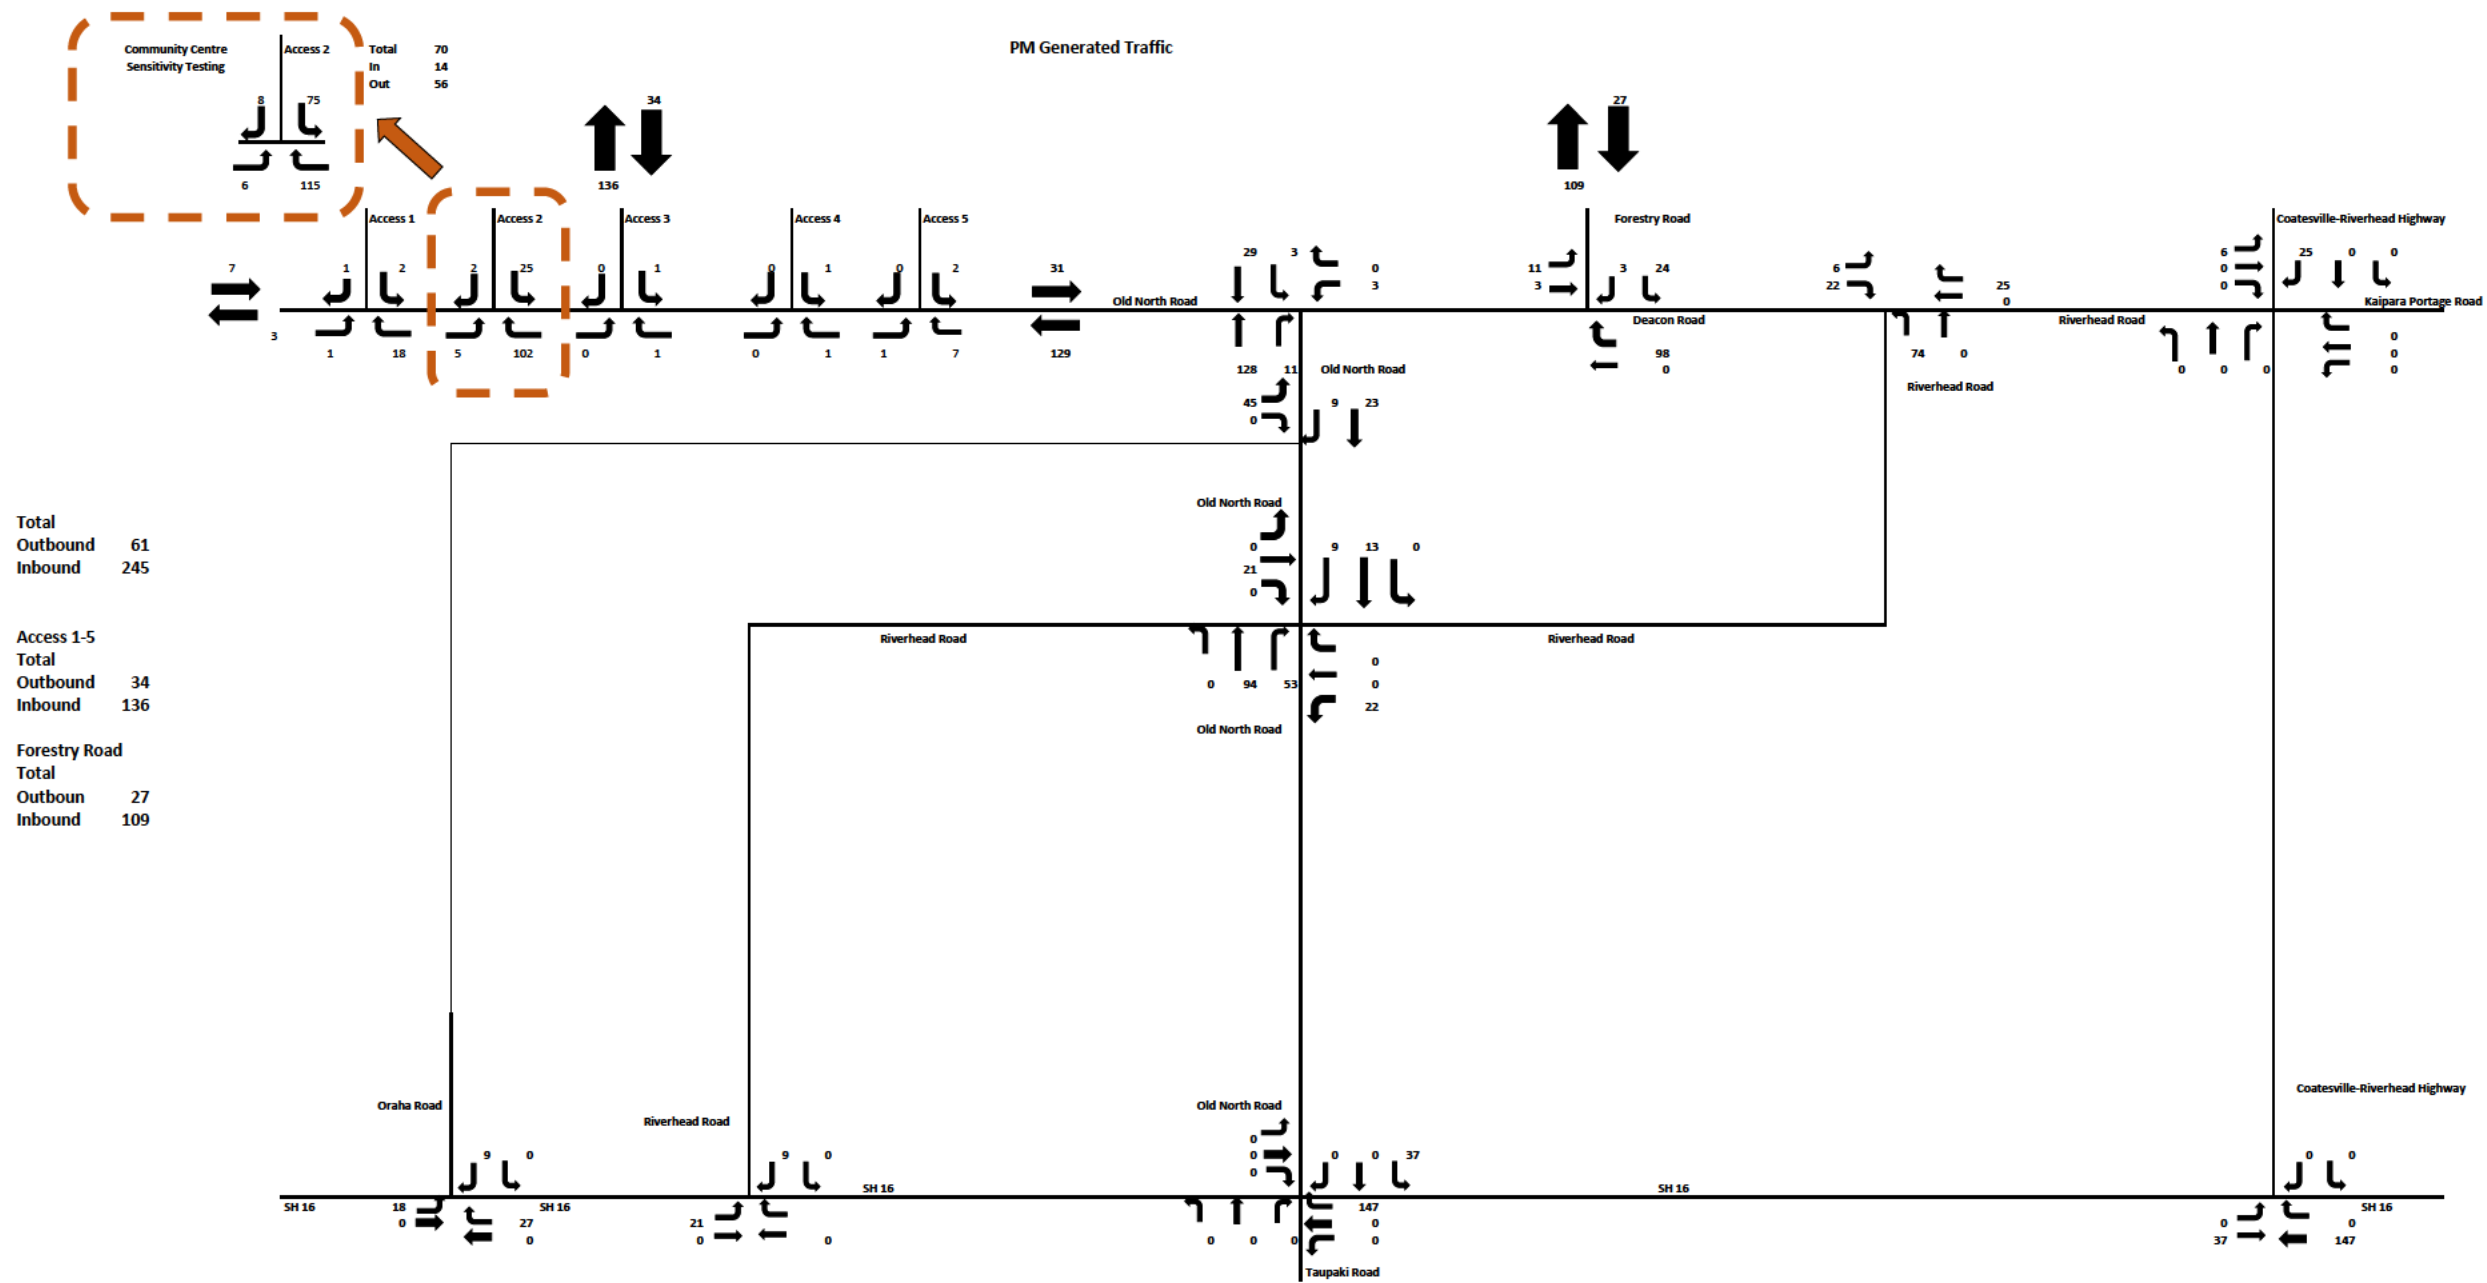 PM Generated Traffic
Community Centre
Sensitivity Testing
Access 2
Total 70
In 14
Out 56
8 75
6 115
34
136
27
109
Access 1
Access 2
Access 3
Access 4
Access 5
Forestry Road
Coatesville-Riverhead Highway
7
3
1 2
1 18
2 25
5 102
0 1
0 1
0 1
0 1
0 2
1 7
31
129
Old North Road
29 3
0
3
128 11
Old North Road
11
3
3 24
Deacon Road
98
0
6
22
25
0
74 0
Riverhead Road
Riverhead Road
6
0
0
25 0 0
Kaipara Portage Road
0 0 0
0
0
0
45
0
9 23
Old North Road
0
21
0
9 13 0
Riverhead Road
Riverhead Road
0 94 53
0
0
22
Old North Road
Total
Outbound 61
Inbound 245
Access 1-5
Total
Outbound 34
Inbound 136
Forestry Road
Total
Outboun 27
Inbound 109
Oraha Road
Riverhead Road
Old North Road
Coatesville-Riverhead Highway
9 0
SH 16
18
0
SH 16
27
0
9 0
SH 16
21
0
0
0
0
0
0 0 37
0 0 0
147
0
0
Taupaki Road
SH 16
0 0
0
37
SH 16
0
147